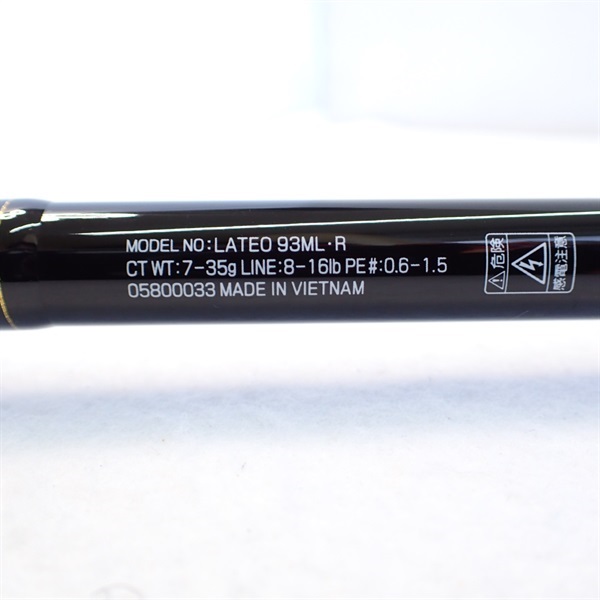 MODEL NO:LATEO 93ML·R
CT WT:7-35g LINE:8-16lb PE#:0.6-1.5
05800033 MADE IN VIETNAM
危険
感電注意